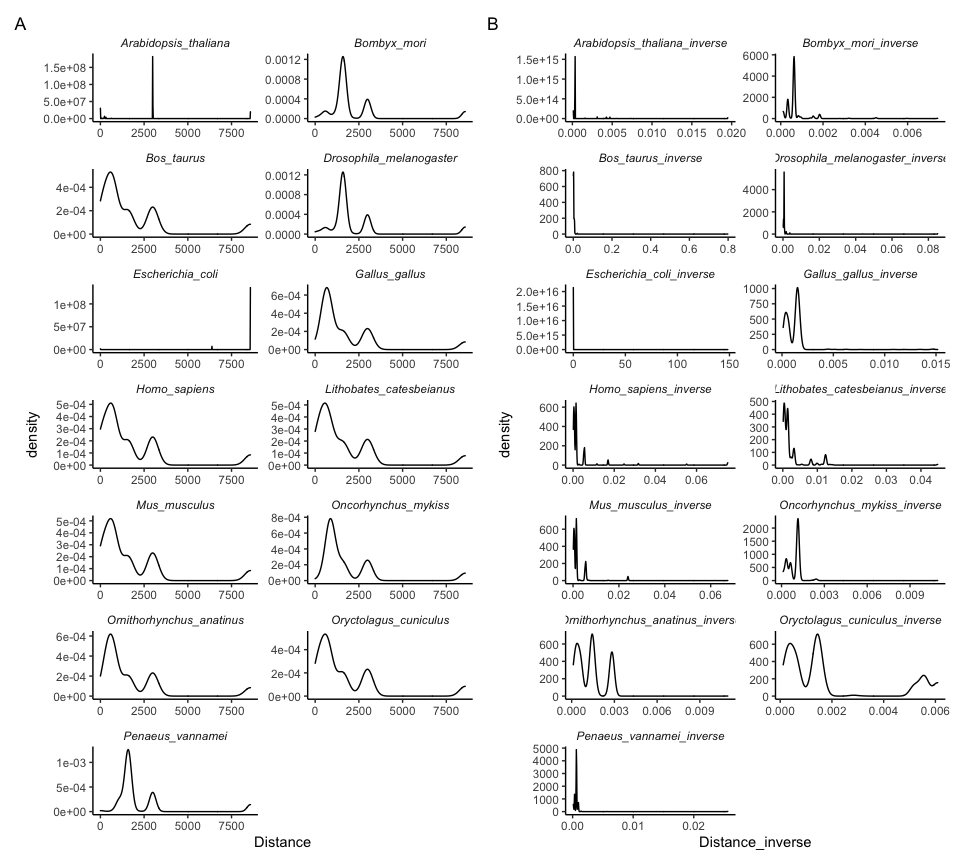 A
Arabidopsis_thaliana
1.5e+08
1.0e+08
5.0e+07
0.0e+00
0 2500 5000 7500
Bombyx_mori
0.0012
0.0008
0.0004
0.0000
0 2500 5000 7500
Bos_taurus
4e-04
2e-04
0e+00
0 2500 5000 7500
Drosophila_melanogaster
0.0012
0.0008
0.0004
0.0000
0 2500 5000 7500
Escherichia_coli
1e+08
5e+07
0e+00
0 2500 5000 7500
Gallus_gallus
6e-04
4e-04
2e-04
0e+00
0 2500 5000 7500
Homo_sapiens
5e-04
4e-04
3e-04
2e-04
1e-04
0e+00
0 2500 5000 7500
Lithobates_catesbeianus
5e-04
4e-04
3e-04
2e-04
1e-04
0e+00
0 2500 5000 7500
Mus_musculus
5e-04
4e-04
3e-04
2e-04
1e-04
0e+00
0 2500 5000 7500
Oncorhynchus_mykiss
8e-04
6e-04
4e-04
2e-04
0e+00
0 2500 5000 7500
Ornithorhynchus_anatinus
6e-04
4e-04
2e-04
0e+00
0 2500 5000 7500
Oryctolagus_cuniculus
4e-04
2e-04
0e+00
0 2500 5000 7500
Penaeus_vannamei
1e-03
5e-04
0e+00
0 2500 5000 7500
density
Distance
B
Arabidopsis_thaliana_inverse
1.5e+15
1.0e+15
5.0e+14
0.0e+00
0.000 0.005 0.010 0.015 0.020
Bombyx_mori_inverse
6000
4000
2000
0
0.000 0.002 0.004 0.006
Bos_taurus_inverse
800
600
400
200
0
0.0 0.2 0.4 0.6 0.8
Drosophila_melanogaster_inverse
4000
2000
0
0.00 0.02 0.04 0.06 0.08
Escherichia_coli_inverse
2.0e+16
1.5e+16
1.0e+16
5.0e+15
0.0e+00
0 50 100 150
Gallus_gallus_inverse
1000
750
500
250
0
0.000 0.005 0.010 0.015
Homo_sapiens_inverse
600
400
200
0
0.00 0.02 0.04 0.06
Lithobates_catesbeianus_inverse
500
400
300
200
100
0
0.00 0.01 0.02 0.03 0.04
Mus_musculus_inverse
600
400
200
0
0.00 0.02 0.04 0.06
Oncorhynchus_mykiss_inverse
2000
1500
1000
500
0
0.000 0.003 0.006 0.009
Ornithorhynchus_anatinus_inverse
600
400
200
0
0.000 0.003 0.006 0.009
Oryctolagus_cuniculus_inverse
600
400
200
0
0.000 0.002 0.004 0.006
Penaeus_vannamei_inverse
5000
4000
3000
2000
1000
0
0.00 0.01 0.02
density
Distance_inverse